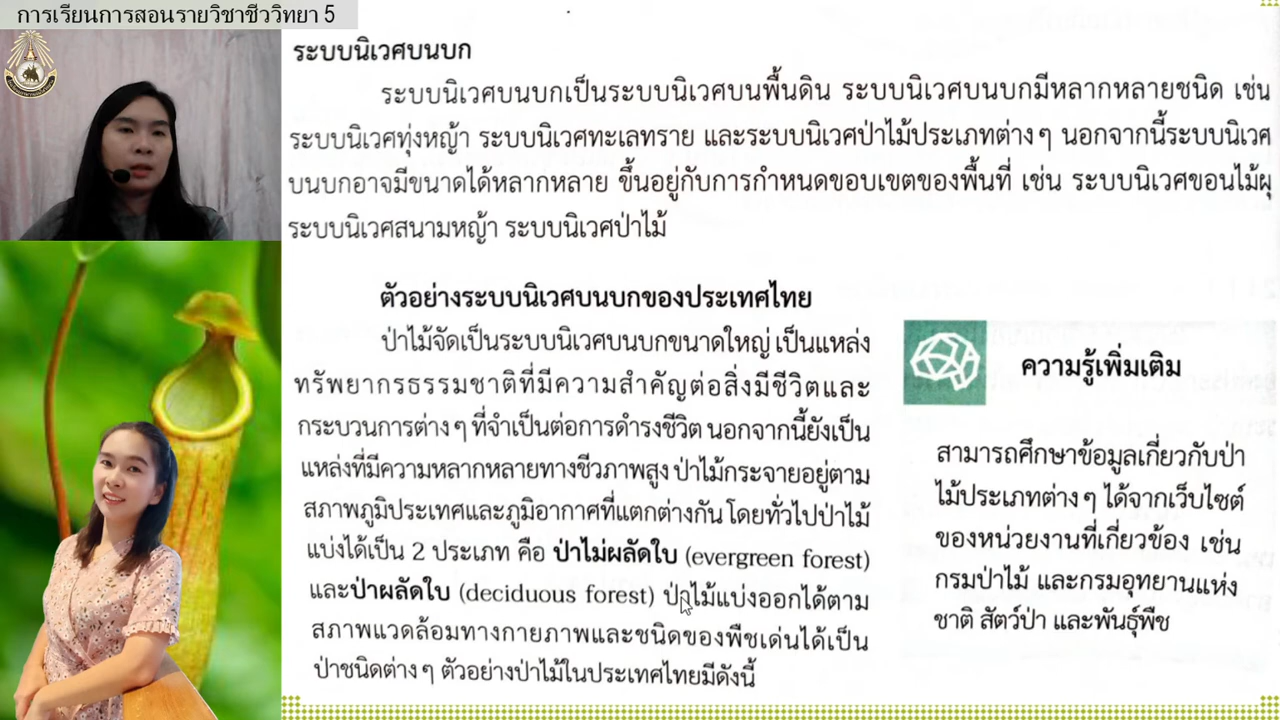 การเรียนการสอนรายวิชาชีววิทยา 5
ระบบนิเวศบนบก
ระบบนิเวศบนบกเป็นระบบนิเวศบนพื้นดิน ระบบนิเวศบนบกมีหลากหลายชนิด เช่น
ระบบนิเวศทุ่งหญ้า ระบบนิเวศทะเลทราย และระบบนิเวศป่าไม้ประเภทต่าง ๆ นอกจากนี้ระบบนิเวศ
บนบกอาจมีขนาดได้หลากหลาย ขึ้นอยู่กับการกำหนดขอบเขตของพื้นที่ เช่น ระบบนิเวศขอนไม้ผุ
ระบบนิเวศสนามหญ้า ระบบนิเวศป่าไม้
ตัวอย่างระบบนิเวศบนบกของประเทศไทย
ป่าไม้จัดเป็นระบบนิเวศบนบกขนาดใหญ่ เป็นแหล่ง
ทรัพยากรธรรมชาติที่มีความสำคัญต่อสิ่งมีชีวิตและ
กระบวนการต่าง ๆ ที่จำเป็นต่อการดำรงชีวิต นอกจากนี้ยังเป็น
แหล่งที่มีความหลากหลายทางชีวภาพสูง ป่าไม้กระจายอยู่ตาม
สภาพภูมิประเทศและภูมิอากาศที่แตกต่างกัน โดยทั่วไปป่าไม้
แบ่งได้เป็น 2 ประเภท คือ ป่าไม่ผลัดใบ (evergreen forest)
และป่าผลัดใบ (deciduous forest) ป่าไม้แบ่งออกได้ตาม
สภาพแวดล้อมทางกายภาพและชนิดของพืชเด่นได้เป็น
ป่าชนิดต่าง ๆ ตัวอย่างป่าไม้ในประเทศไทยมีดังนี้
ความรู้เพิ่มเติม
สามารถศึกษาข้อมูลเกี่ยวกับป่า
ไม้ประเภทต่าง ๆ ได้จากเว็บไซต์
ของหน่วยงานที่เกี่ยวข้อง เช่น
กรมป่าไม้ และกรมอุทยานแห่ง
ชาติ สัตว์ป่า และพันธุ์พืช